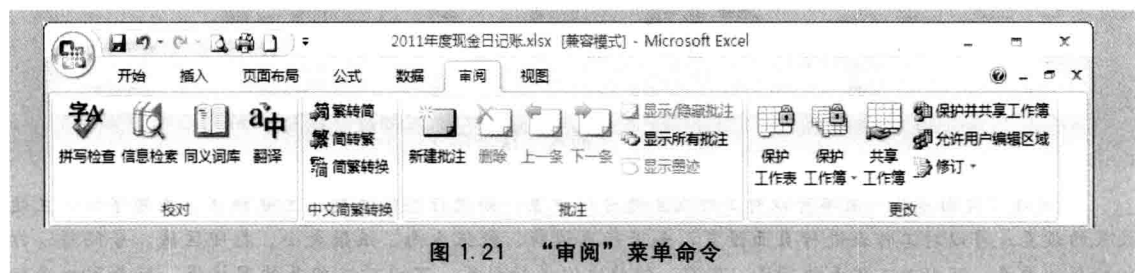 2011年度现金日记账.xlsx [兼容模式] - Microsoft Excel
开始 插入 页面布局 公式 数据 审阅 视图
拼写检查 信息检索 同义词库 翻译
校对
繁转简
简转繁
简繁转换
中文简繁转换
新建批注 删除 上一条 下一条
显示/隐藏批注
显示所有批注
显示墨迹
批注
保护工作表 保护工作簿 共享工作簿
保护并共享工作簿
允许用户编辑区域
修订
更改
图 1.21 “审阅”菜单命令